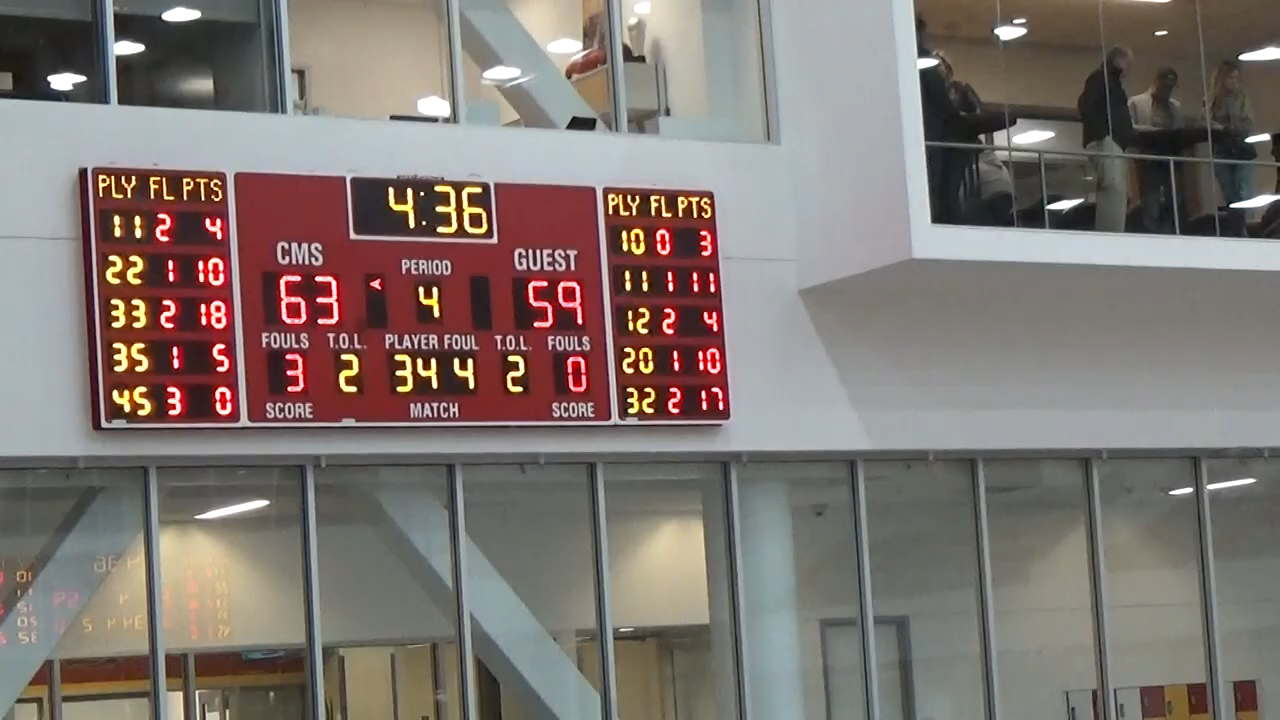 4:36
PLY FL PTS
11 2 4
22 1 10
33 2 18
35 1 5
45 3 0
CMS
63
PERIOD
4
GUEST
59
FOULS T.O.L. PLAYER FOUL T.O.L. FOULS
3 2 34 4 2 0
SCORE MATCH SCORE
PLY FL PTS
10 0 3
11 1 11
12 2 4
20 1 10
32 2 17